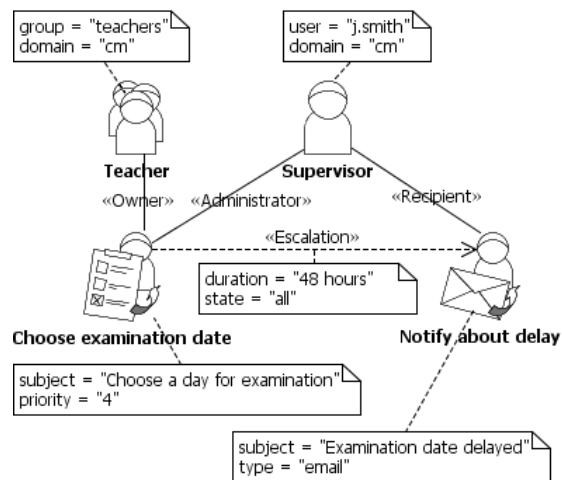 group = "teachers"
domain = "cm"
user = "j.smith"
domain = "cm"
Teacher
Supervisor
«Owner»
«Administrator»
«Recipient»
«Escalation»
duration = "48 hours"
state = "all"
Choose examination date
Notify about delay
subject = "Choose a day for examination"
priority = "4"
subject = "Examination date delayed"
type = "email"